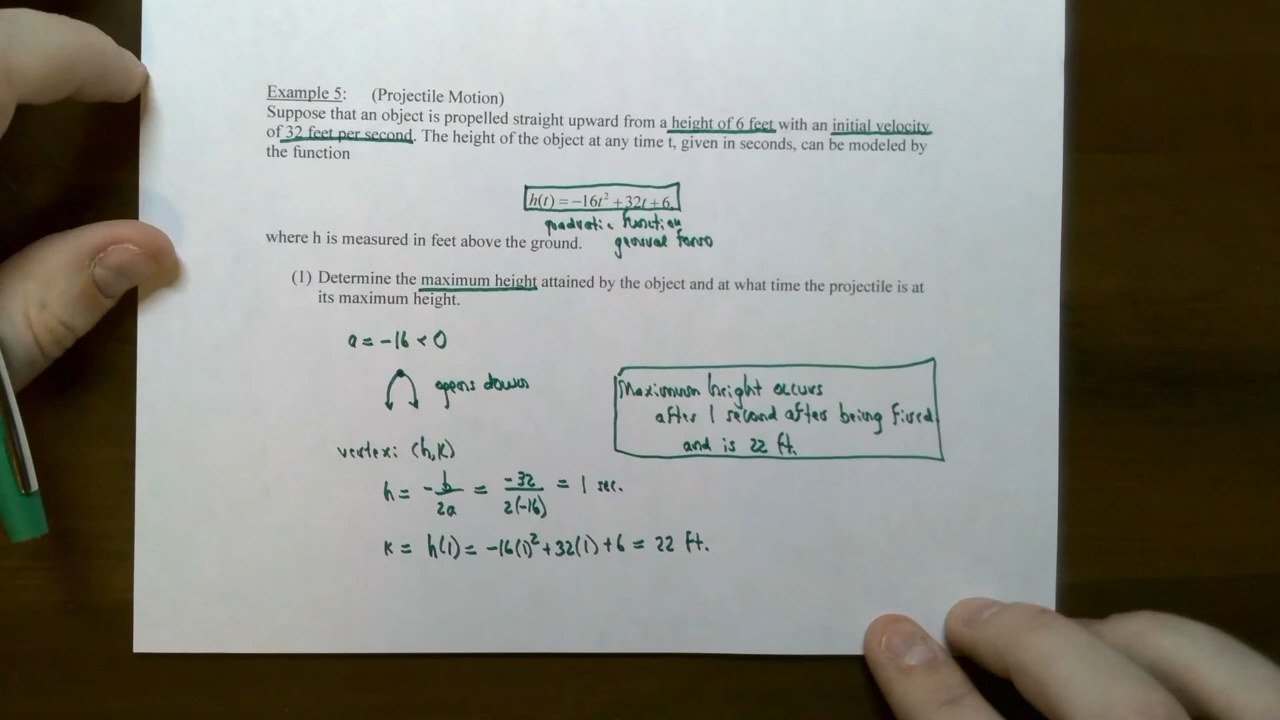 Example 5: (Projectile Motion)
Suppose that an object is propelled straight upward from a height of 6 feet with an initial velocity
of 32 feet per second. The height of the object at any time t, given in seconds, can be modeled by
the function
h(t) = −16t² + 32t + 6,
quadratic function
general form
where h is measured in feet above the ground.
(1) Determine the maximum height attained by the object and at what time the projectile is at
its maximum height.
a = -16 < 0
opens down
vertex: (h,k)
h = -b/2a = -32/2(-16) = 1 sec.
k = h(1) = -16(1)² + 32(1) + 6 = 22 ft.
Maximum height occurs
after 1 second after being fired
and is 22 ft.